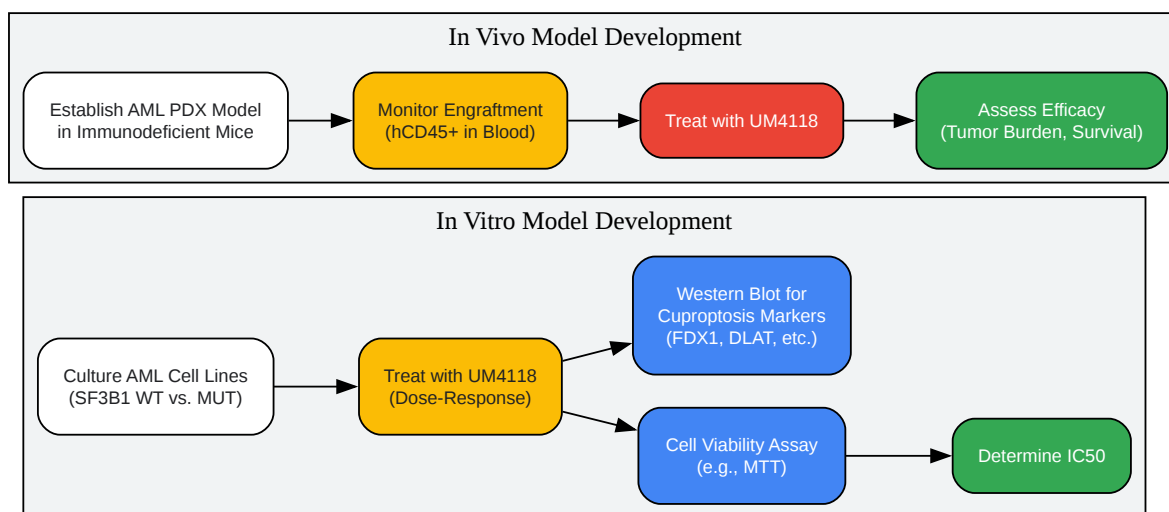 In Vivo Model Development
Establish AML PDX Model
in Immunodeficient Mice
Monitor Engraftment
(hCD45+ in Blood)
Treat with UM4118
Assess Efficacy
(Tumor Burden, Survival)
In Vitro Model Development
Culture AML Cell Lines
(SF3B1 WT vs. MUT)
Treat with UM4118
(Dose-Response)
Western Blot for
Cuproptosis Markers
(FDX1, DLAT, etc.)
Cell Viability Assay
(e.g., MTT)
Determine IC50